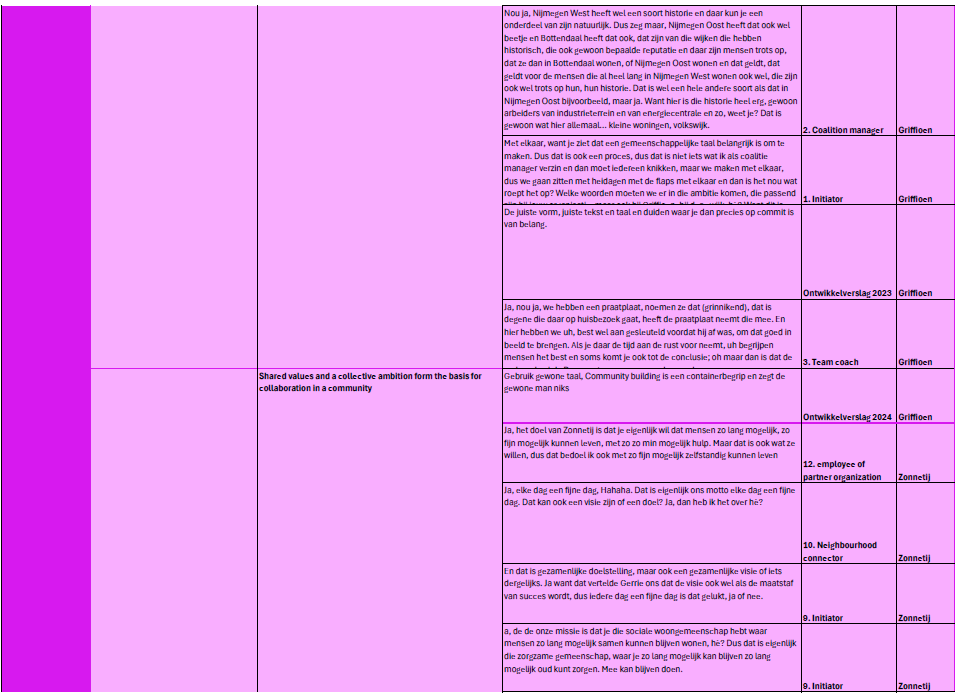 Nou ja, Nijmegen West heeft wel een soort historie en daar kun je een
onderdeel van zijn natuurlijk. Dus zeg maar, Nijmegen Oost heeft dat ook wel
beetje en Bottendaal heeft dat ook, dat zijn van die wijken die hebben
historisch, die ook gewoon bepaalde reputatie en daar zijn mensen trots op,
dat ze dan in Bottendaal wonen, of Nijmegen Oost wonen en dat geldt, dat
geldt voor de mensen die al heel lang in Nijmegen West wonen ook wel, die zijn
ook wel trots op hun, hun historie. Dat is wel een hele andere soort als dat in
Nijmegen Oost bijvoorbeeld, maar ja. Want hier is die historie heel erg, gewoon
arbeiders van industrieterrein en van energiecentrale en zo, weet je? Dat is
gewoon wat hier allemaal... kleine woningen, volkswijk.
2. Coalition manager
Griffioen
Met elkaar, want je ziet dat een gemeenschappelijke taal belangrijk is om te
maken. Dus dat is ook een proces, dus dat is niet iets wat ik als coalitie
manager verzin en dan moet iedereen knikken, maar we maken met elkaar,
dus we gaan zitten met heidagen met de flaps met elkaar en dan is het nou wat
roept het op? Welke woorden moeten we er in die ambitie komen, die passend
1. Initiator
Griffioen
De juiste vorm, juiste tekst en taal en duiden waar je dan precies op commit is
van belang.
Ontwikkelverslag 2023
Griffioen
Ja, nou ja, we hebben een praatplaat, noemen ze dat (grinnikend), dat is
degene die daar op huisbezoek gaat, heeft de praatplaat neemt die mee. En
hier hebben we uh, best wel aan gesleuteld voordat hij af was, om dat goed in
beeld te brengen. Als je daar de tijd aan de rust voor neemt, uh begrijpen
mensen het best en soms kom je ook tot de conclusie; oh maar dan is dat de
3. Team coach
Griffioen
Shared values and a collective ambition form the basis for
collaboration in a community
Gebruik gewone taal, Community building is een containerbegrip en zegt de
gewone man niks
Ontwikkelverslag 2024
Griffioen
Ja, het doel van Zonnetij is dat je eigenlijk wil dat mensen zo lang mogelijk, zo
fijn mogelijk kunnen leven, met zo zo min mogelijk hulp. Maar dat is ook wat ze
willen, dus dat bedoel ik ook met zo fijn mogelijk zelfstandig kunnen leven
12. employee of
partner organization
Zonnetij
Ja, elke dag een fijne dag, Hahaha. Dat is eigenlijk ons motto elke dag een fijne
dag. Dat kan ook een visie zijn of een doel? Ja, dan heb ik het over hè?
10. Neighbourhood
connector
Zonnetij
En dat is gezamenlijke doelstelling, maar ook een gezamenlijke visie of iets
dergelijks. Ja want dat vertelde Gerrie ons dat de visie ook wel als de maatstaf
van succes wordt, dus iedere dag een fijne dag is dat gelukt, ja of nee.
9. Initiator
Zonnetij
a, de de onze missie is dat je die sociale woongemeenschap hebt waar
mensen zo lang mogelijk samen kunnen blijven wonen, hè? Dus dat is eigenlijk
die zorgzame gemeenschap, waar je zo lang mogelijk kan blijven zo lang
mogelijk oud kunt zorgen. Mee kan blijven doen.
9. Initiator
Zonnetij